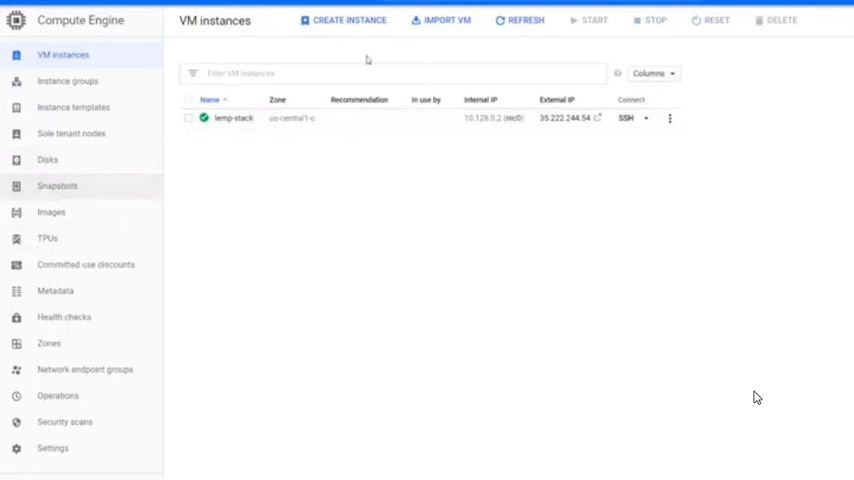 Compute Engine
VM instances
CREATE INSTANCE
IMPORT VM
REFRESH
START
STOP
RESET
DELETE
VM instances
Instance groups
Instance templates
Sole tenant nodes
Disks
Snapshots
Images
TPUs
Committed use discounts
Metadata
Health checks
Zones
Network endpoint groups
Operations
Security scans
Settings
Filter VM instances
Columns
Name Zone Recommendation In use by Internal IP External IP Connect
lemp-stack us-central1-c 10.128.0.2 (nic0) 35.222.244.54 SSH